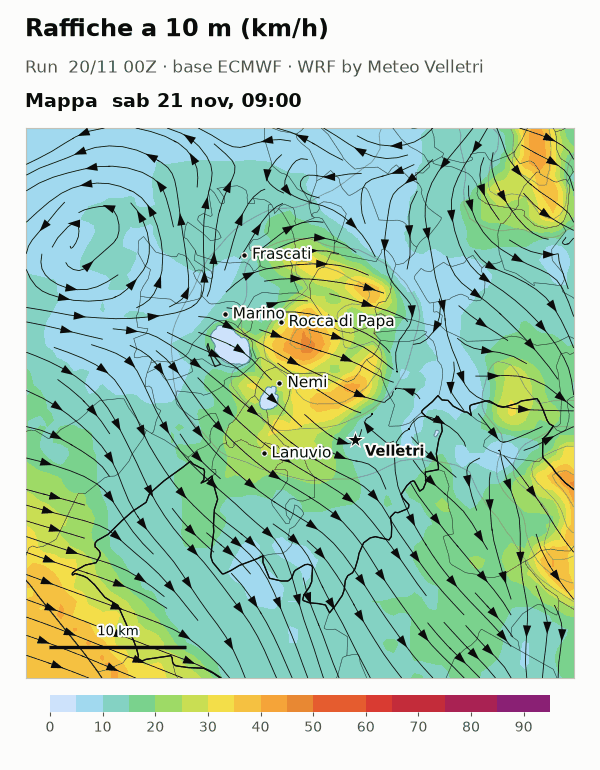 Raffiche a 10 m (km/h)
Run  20/11 00Z · base ECMWF · WRF by Meteo Velletri
Mappa  sab 21 nov, 09:00
Frascati
Marino
Rocca di Papa
Nemi
Velletri
Lanuvio
10 km
0 10 20 30 40 50 60 70 80 90